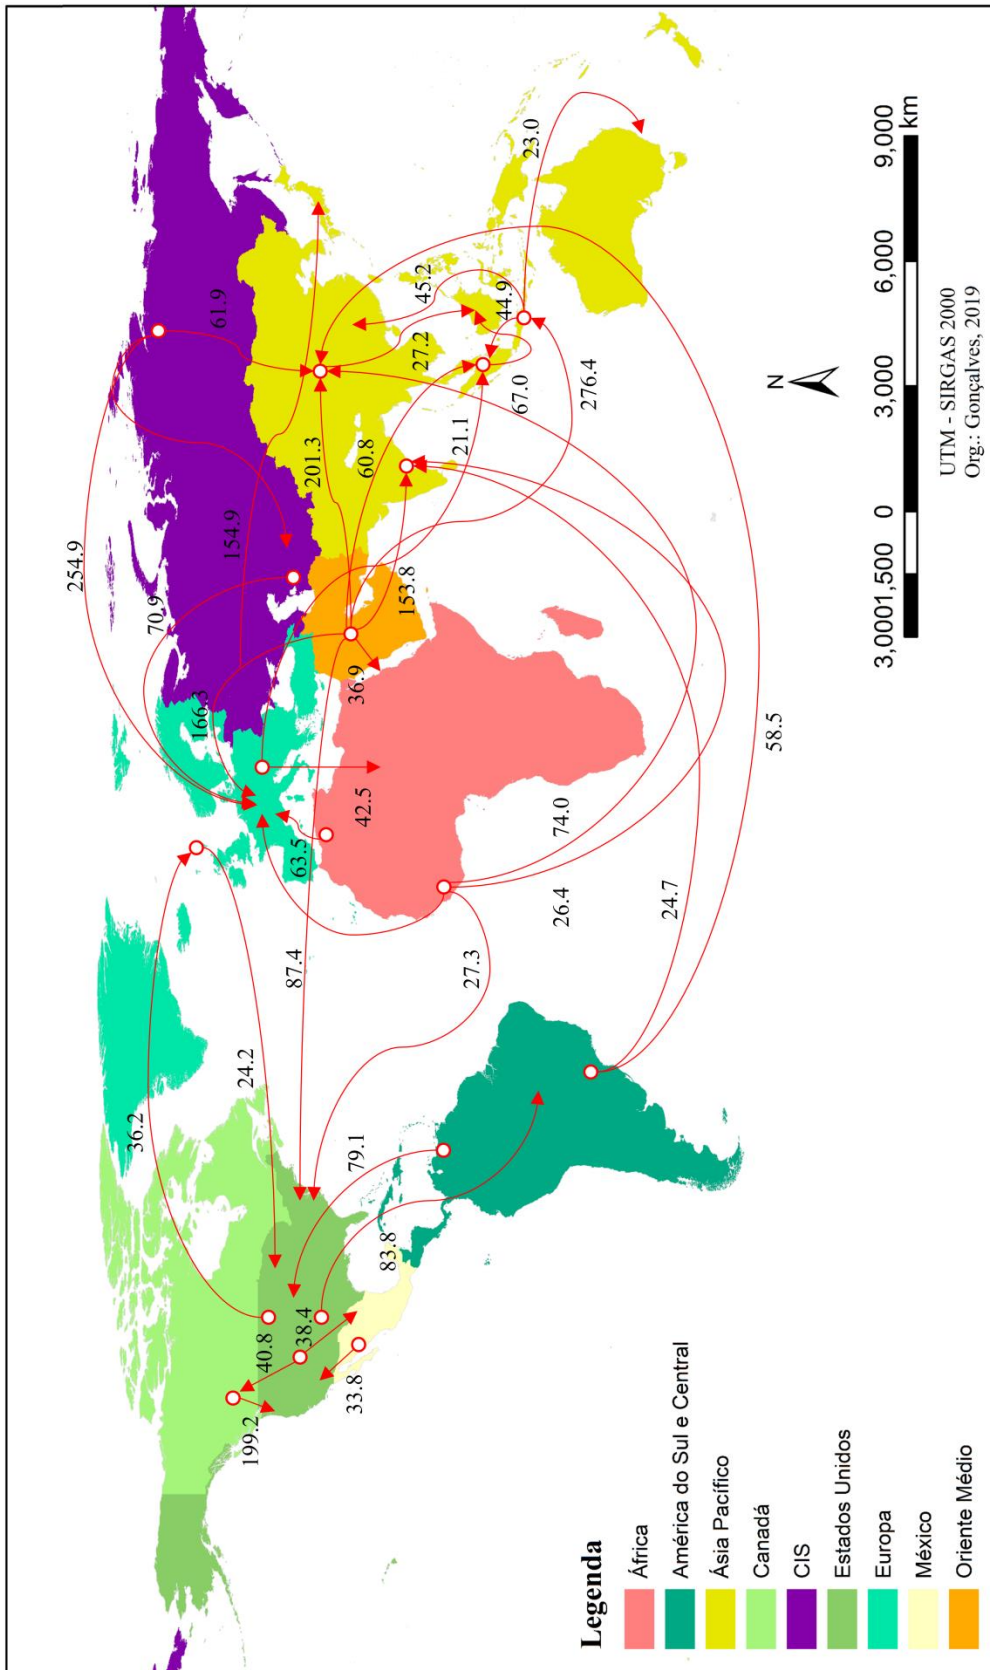 36.2
254.9
70.9
61.9
24.2
166.3
154.9
199.2
40.8
38.4
33.8
83.8
79.1
87.4
63.5
42.5
36.9
153.8
201.3
60.8
27.2
45.2
23.0
44.9
67.0
21.1
276.4
27.3
26.4
74.0
24.7
58.5
Legenda
África
América do Sul e Central
Ásia Pacífico
Canadá
CIS
Estados Unidos
Europa
México
Oriente Médio
N
3,0001,500 0 3,000 6,000 9,000
km
UTM - SIRGAS 2000
Org.: Gonçalves, 2019